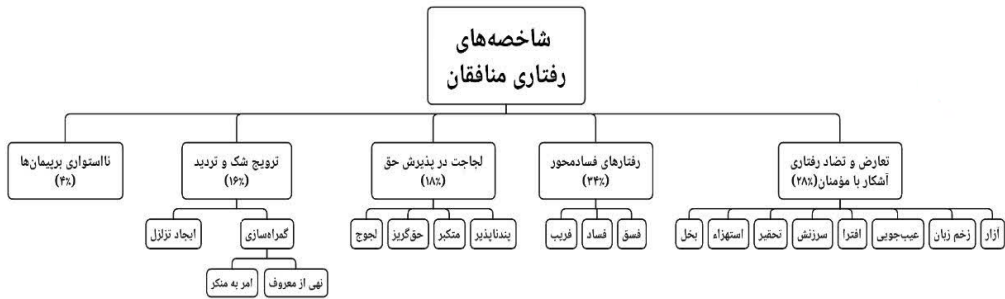 شاخصه‌های
رفتاری منافقان
تعارض و تضاد رفتاری
آشکار با مؤمنان(۲۸٪)
رفتارهای فسادمحور
(۳۴٪)
لجاجت در پذیرش حق
(۱۸٪)
ترویج شک و تردید
(۱۶٪)
نااستواری برپیمان‌ها
(۴٪)
آزار
زخم زبان
عیب‌جویی
افترا
سرزنش
تحقیر
استهزاء
بخل
فسق
فساد
فریب
پندناپذیر
متکبر
حق‌گریز
لجوج
گمراه‌سازی
ایجاد تزلزل
نهی از معروف
امر به منکر